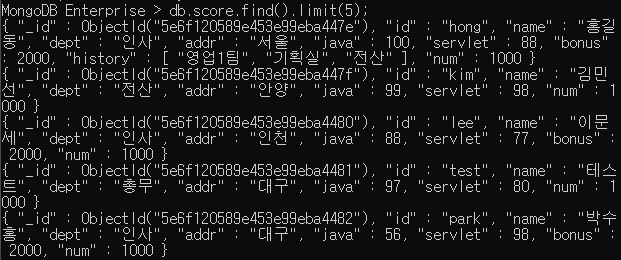 MongoDB Enterprise > db.score.find().limit(5);
{ "_id" : ObjectId("5e6f120589e453e99eba447e"), "id" : "hong", "name" : "홍길
동", "dept" : "인사", "addr" : "서울", "java" : 100, "servlet" : 88, "bonus"
: 2000, "history" : [ "영업1팀", "기획실", "전산" ], "num" : 1000 }
{ "_id" : ObjectId("5e6f120589e453e99eba447f"), "id" : "kim", "name" : "김민
선", "dept" : "전산", "addr" : "안양", "java" : 99, "servlet" : 98, "num" : 1
000 }
{ "_id" : ObjectId("5e6f120589e453e99eba4480"), "id" : "lee", "name" : "이문
세", "dept" : "인사", "addr" : "인천", "java" : 88, "servlet" : 77, "bonus" :
2000, "num" : 1000 }
{ "_id" : ObjectId("5e6f120589e453e99eba4481"), "id" : "test", "name" : "테스
트", "dept" : "총무", "addr" : "대구", "java" : 97, "servlet" : 80, "num" : 1
000 }
{ "_id" : ObjectId("5e6f120589e453e99eba4482"), "id" : "park", "name" : "박수
홍", "dept" : "인사", "addr" : "대구", "java" : 56, "servlet" : 98, "bonus" :
2000, "num" : 1000 }